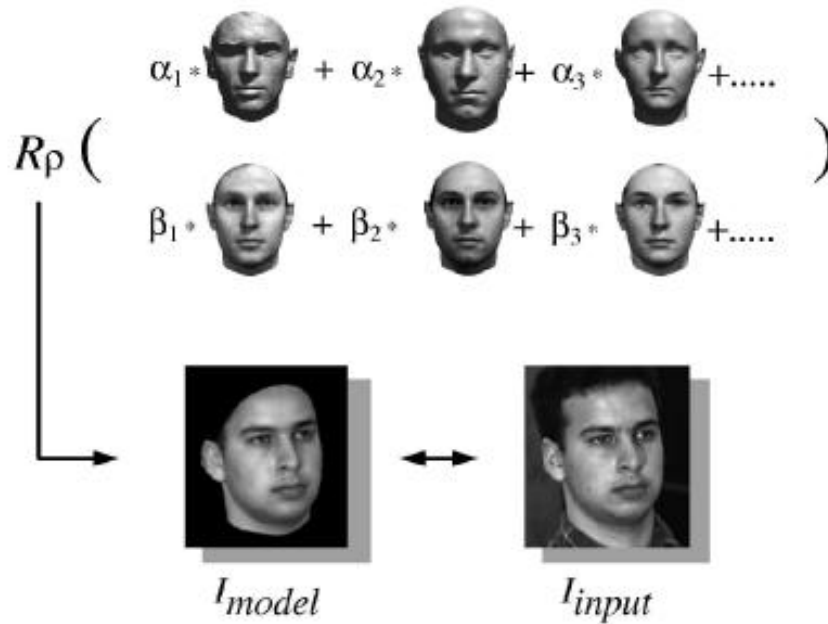 α1 * + α2 * + α3 * +.....
Rρ ( )
β1 * + β2 * + β3 * +.....
Imodel Iinput